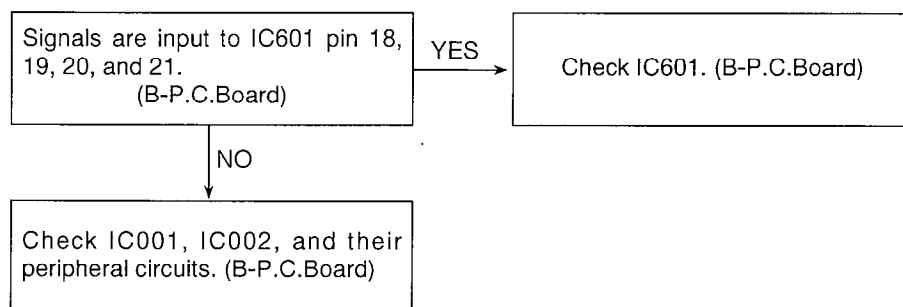 Signals are input to IC601 pin 18,
19, 20, and 21.
(B-P.C.Board)
YES
Check IC601. (B-P.C.Board)
NO
Check IC001, IC002, and their
peripheral circuits. (B-P.C.Board)